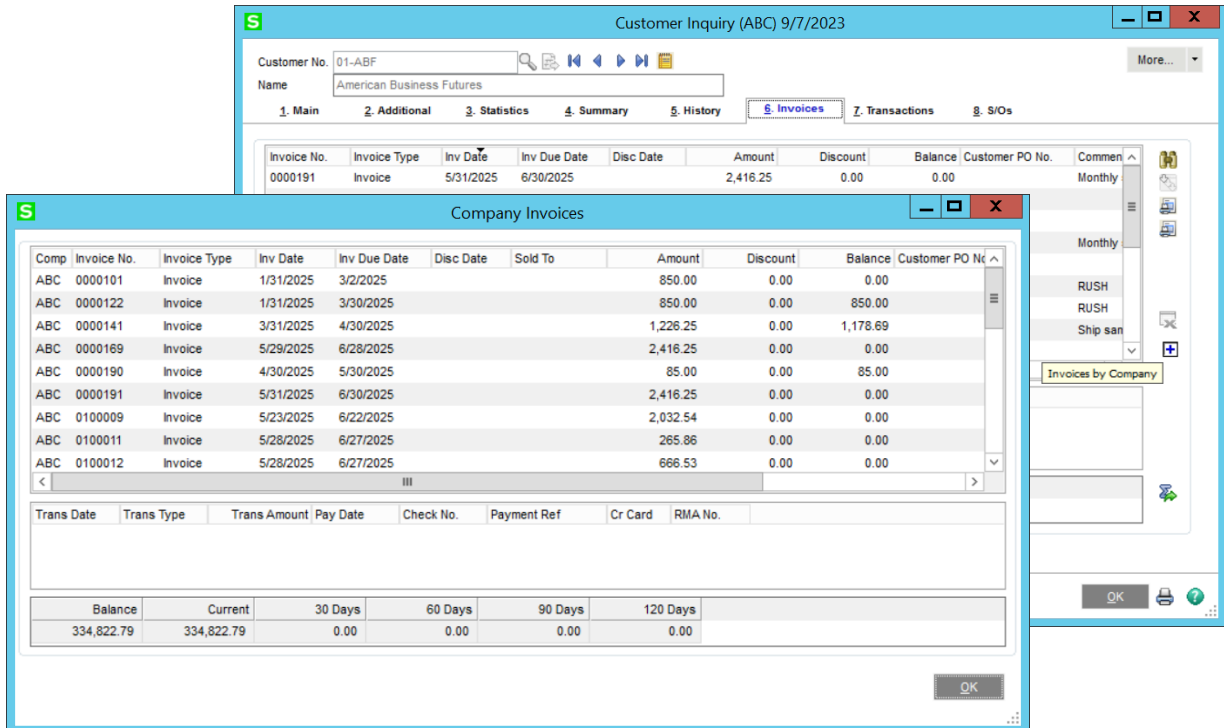 S Customer Inquiry (ABC) 9/7/2023
Customer No. 01-ABF More...
Name American Business Futures
1. Main 2. Additional 3. Statistics 4. Summary 5. History 6. Invoices 7. Transactions 8. S/Os
Invoice No. Invoice Type Inv Date Inv Due Date Disc Date Amount Discount Balance Customer PO No. Commen
0000191 Invoice 5/31/2025 6/30/2025 2,416.25 0.00 0.00 Monthly
Monthly
RUSH
RUSH
Ship san
Invoices by Company
OK
S Company Invoices
Comp Invoice No. Invoice Type Inv Date Inv Due Date Disc Date Sold To Amount Discount Balance Customer PO No
ABC 0000101 Invoice 1/31/2025 3/2/2025 850.00 0.00 0.00
ABC 0000122 Invoice 1/31/2025 3/30/2025 850.00 0.00 850.00
ABC 0000141 Invoice 3/31/2025 4/30/2025 1,226.25 0.00 1,178.69
ABC 0000169 Invoice 5/29/2025 6/28/2025 2,416.25 0.00 0.00
ABC 0000190 Invoice 4/30/2025 5/30/2025 85.00 0.00 85.00
ABC 0000191 Invoice 5/31/2025 6/30/2025 2,416.25 0.00 0.00
ABC 0100009 Invoice 5/23/2025 6/22/2025 2,032.54 0.00 0.00
ABC 0100011 Invoice 5/28/2025 6/27/2025 265.86 0.00 0.00
ABC 0100012 Invoice 5/28/2025 6/27/2025 666.53 0.00 0.00
Trans Date Trans Type Trans Amount Pay Date Check No. Payment Ref Cr Card RMA No.
Balance Current 30 Days 60 Days 90 Days 120 Days
334,822.79 334,822.79 0.00 0.00 0.00 0.00
OK